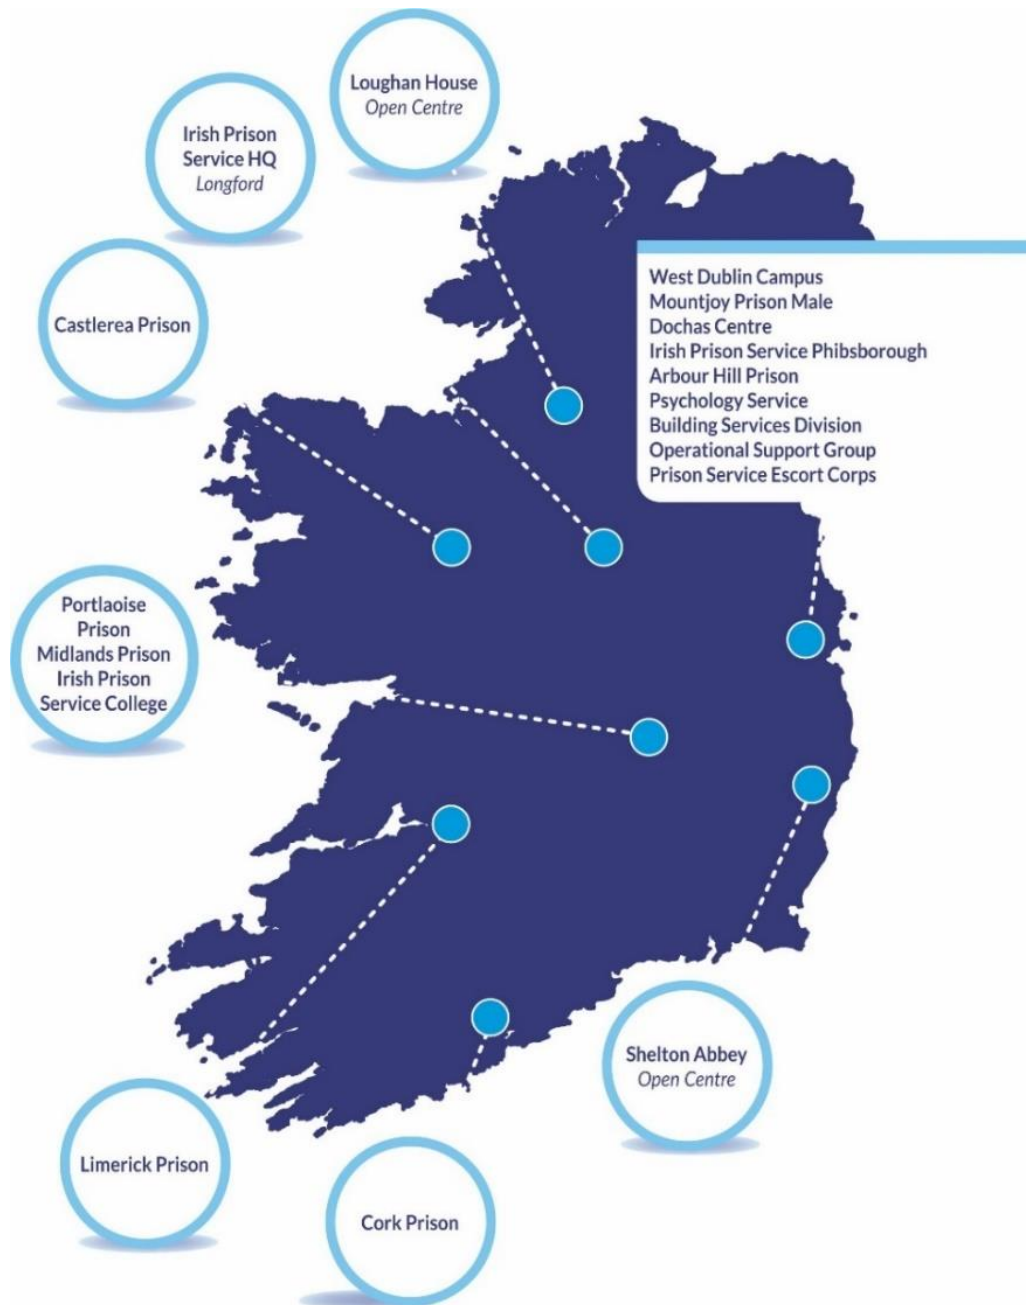 Loughan House
Open Centre
Irish Prison
Service HQ
Longford
Castlerea Prison
West Dublin Campus
Mountjoy Prison Male
Dochas Centre
Irish Prison Service Phibsborough
Arbour Hill Prison
Psychology Service
Building Services Division
Operational Support Group
Prison Service Escort Corps
Portlaoise
Prison
Midlands Prison
Irish Prison
Service College
Shelton Abbey
Open Centre
Limerick Prison
Cork Prison